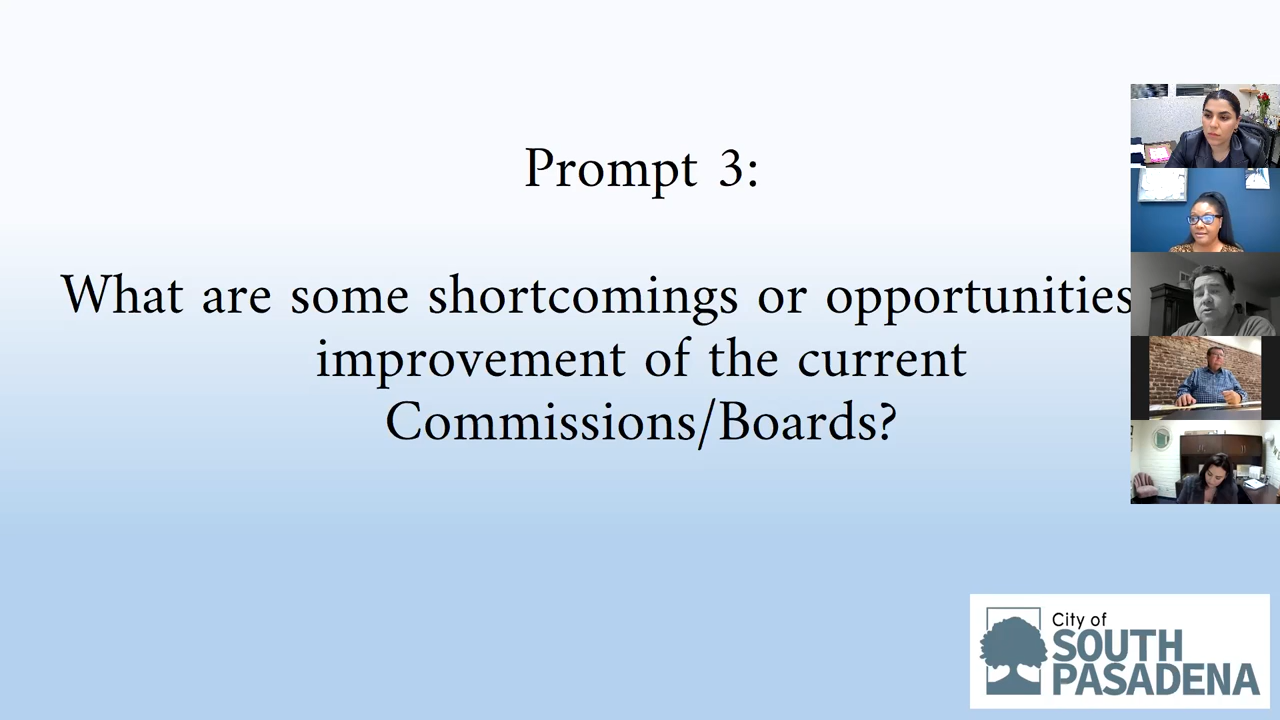 Prompt 3:
What are some shortcomings or opportunities
improvement of the current
Commissions/Boards?
City of
SOUTH
PASADENA